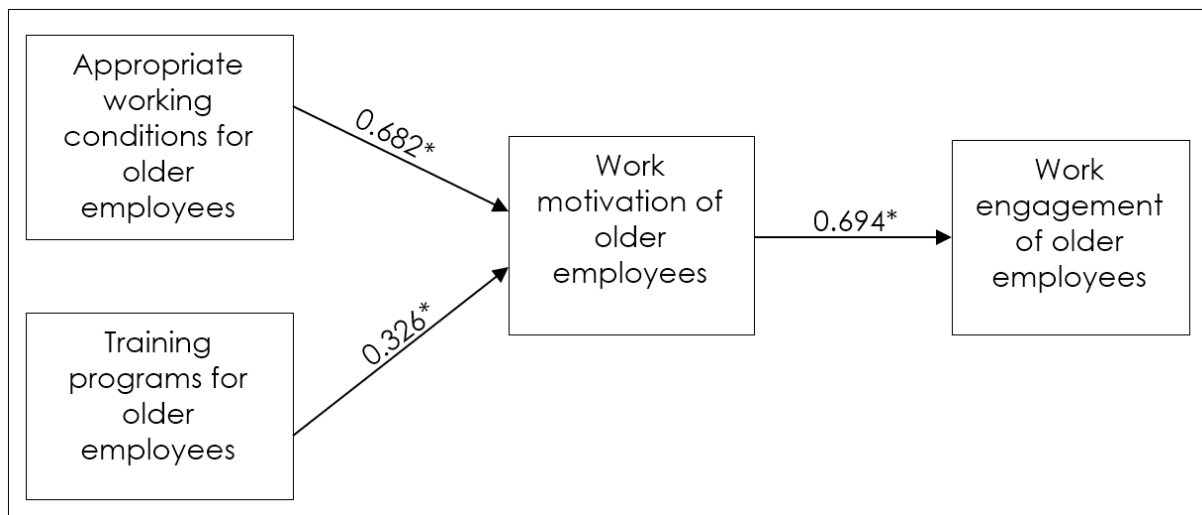 Appropriate
working
conditions for
older
employees
0.682*
Training
programs for
older
employees
0.326*
Work
motivation of
older
employees
0.694*
Work
engagement
of older
employees